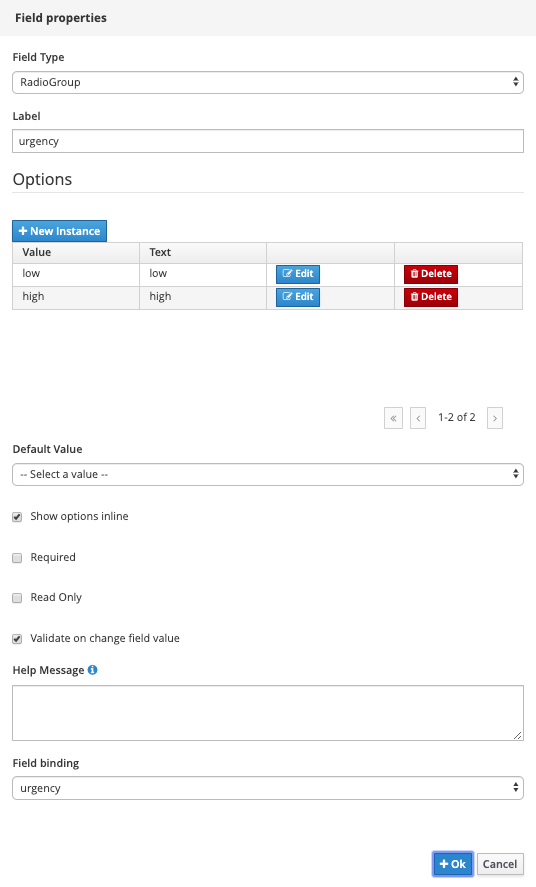 Field properties
Field Type
RadioGroup
Label
urgency
Options
+ New Instance
Value Text
low low Edit Delete
high high Edit Delete
« ‹ 1-2 of 2 ›
Default Value
-- Select a value --
Show options inline
Required
Read Only
Validate on change field value
Help Message
Field binding
urgency
+ Ok Cancel